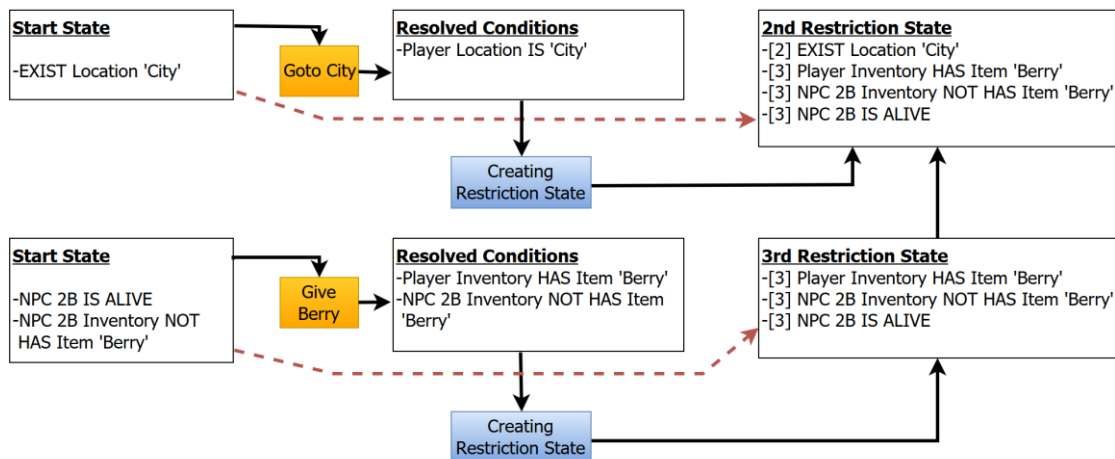 Start State
-EXIST Location 'City'
Goto City
Resolved Conditions
-Player Location IS 'City'
Creating
Restriction State
2nd Restriction State
-[2] EXIST Location 'City'
-[3] Player Inventory HAS Item 'Berry'
-[3] NPC 2B Inventory NOT HAS Item 'Berry'
-[3] NPC 2B IS ALIVE
Start State
-NPC 2B IS ALIVE
-NPC 2B Inventory NOT
HAS Item 'Berry'
Give
Berry
Resolved Conditions
-Player Inventory HAS Item 'Berry'
-NPC 2B Inventory NOT HAS Item
'Berry'
Creating
Restriction State
3rd Restriction State
-[3] Player Inventory HAS Item 'Berry'
-[3] NPC 2B Inventory NOT HAS Item 'Berry'
-[3] NPC 2B IS ALIVE